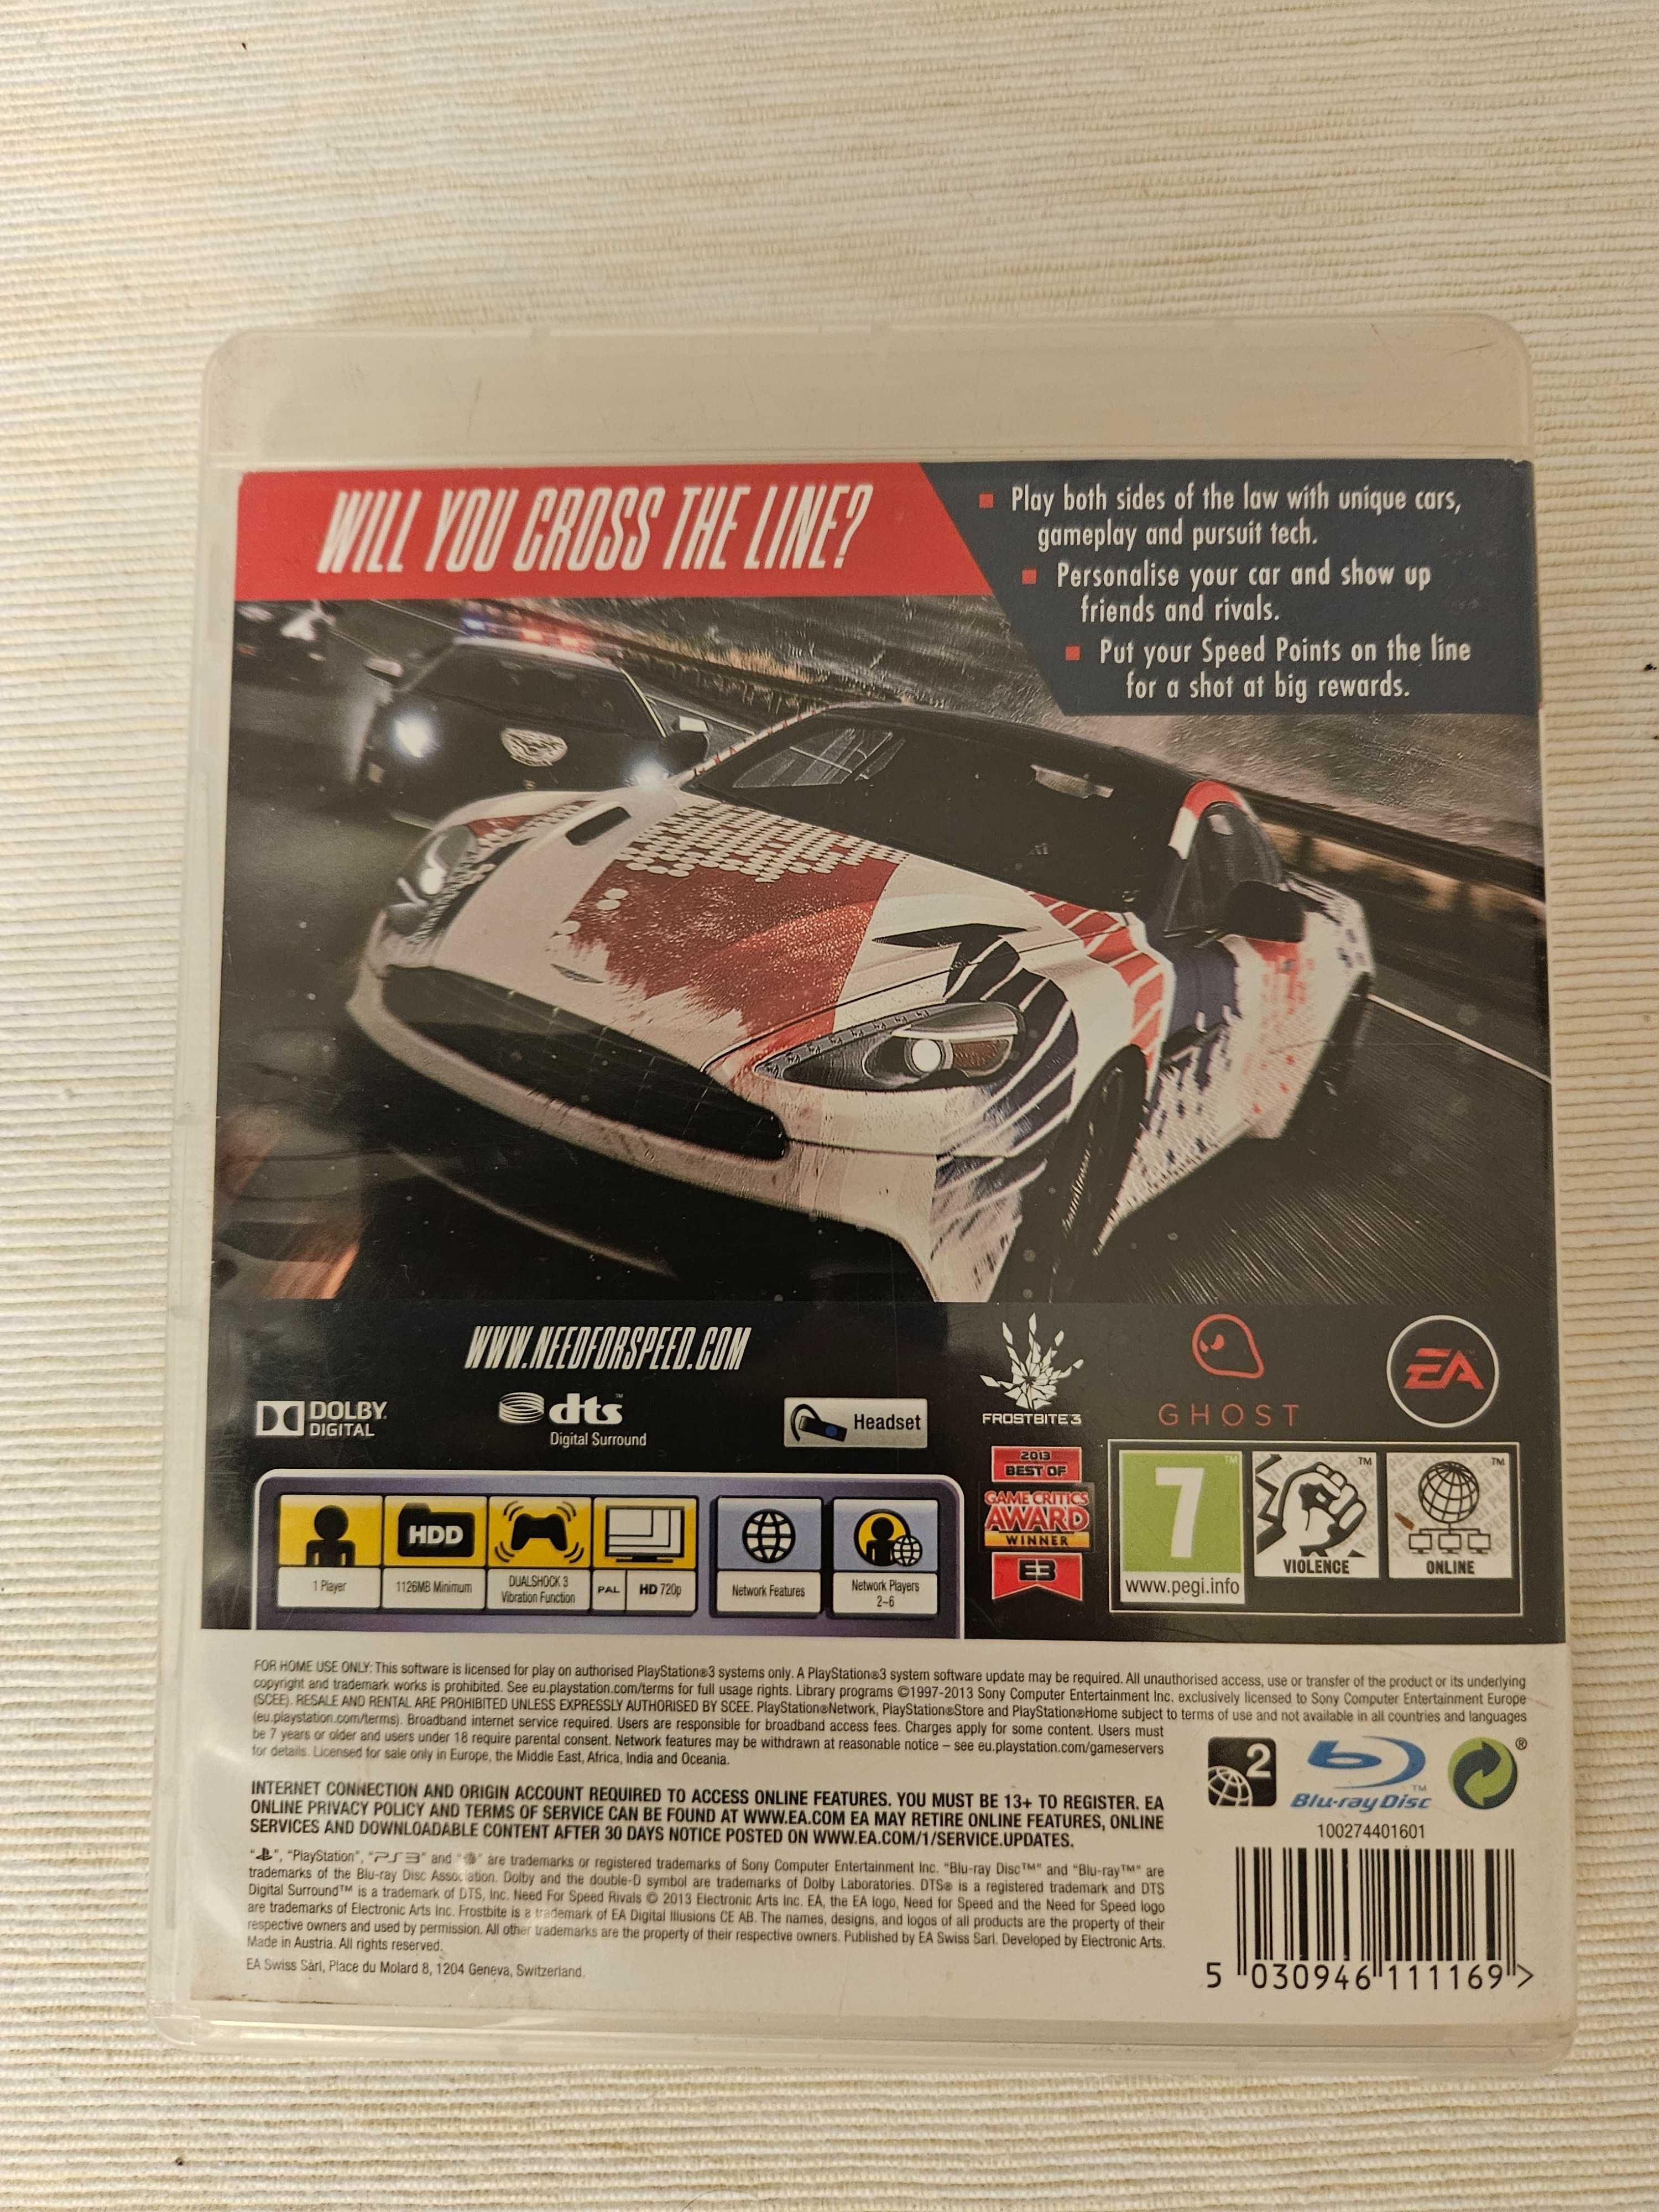 WILL YOU CROSS THE LINE?
Play both sides of the law with unique cars,
gameplay and pursuit tech.
Personalise your car and show up
friends and rivals.
Put your Speed Points on the line
for a shot at big rewards.
WWW.NEEDFORSPEED.COM
DOLBY
DIGITAL
dts™
Digital Surround
Headset
FROSTBITE 3
GHOST
EA™
2013
BEST OF
GAME CRITICS
AWARD
WINNER
E3
7™
www.pegi.info
™
VIOLENCE
™
ONLINE
1 Player
HDD
1126MB Minimum
DUALSHOCK 3
Vibration Function
PAL
HD 720p
Network Features
Network Players
2-6
FOR HOME USE ONLY: This software is licensed for play on authorised PlayStation®3 systems only. A PlayStation®3 system software update may be required. All unauthorised access, use or transfer of the product or its underlying
copyright and trademark works is prohibited. See eu.playstation.com/terms for full usage rights. Library programs ©1997-2013 Sony Computer Entertainment Inc. exclusively licensed to Sony Computer Entertainment Europe
(SCEE). RESALE AND RENTAL ARE PROHIBITED UNLESS EXPRESSLY AUTHORISED BY SCEE. PlayStation®Network, PlayStation®Store and PlayStation®Home subject to terms of use and not available in all countries and languages
(eu.playstation.com/terms). Broadband internet service required. Users are responsible for broadband access fees. Charges apply for some content. Users must
be 7 years or older and users under 18 require parental consent. Network features may be withdrawn at reasonable notice – see eu.playstation.com/gameservers
for details. Licensed for sale only in Europe, the Middle East, Africa, India and Oceania.
INTERNET CONNECTION AND ORIGIN ACCOUNT REQUIRED TO ACCESS ONLINE FEATURES. YOU MUST BE 13+ TO REGISTER. EA
ONLINE PRIVACY POLICY AND TERMS OF SERVICE CAN BE FOUND AT WWW.EA.COM EA MAY RETIRE ONLINE FEATURES, ONLINE
SERVICES AND DOWNLOADABLE CONTENT AFTER 30 DAYS NOTICE POSTED ON WWW.EA.COM/1/SERVICE.UPDATES.
"", "PlayStation", "PS3" and "" are trademarks or registered trademarks of Sony Computer Entertainment Inc. "Blu-ray Disc™" and "Blu-ray™" are
trademarks of the Blu-ray Disc Association. Dolby and the double-D symbol are trademarks of Dolby Laboratories. DTS® is a registered trademark and DTS
Digital Surround™ is a trademark of DTS, Inc. Need For Speed Rivals © 2013 Electronic Arts Inc. EA, the EA logo, Need for Speed and the Need for Speed logo
are trademarks of Electronic Arts Inc. Frostbite is a trademark of EA Digital Illusions CE AB. The names, designs, and logos of all products are the property of their
respective owners and used by permission. All other trademarks are the property of their respective owners. Published by EA Swiss Sarl. Developed by Electronic Arts.
Made in Austria. All rights reserved.
EA Swiss Sàrl, Place du Molard 8, 1204 Geneva, Switzerland.
2
Blu-ray Disc™
®
100274401601
5 030946 111169 >